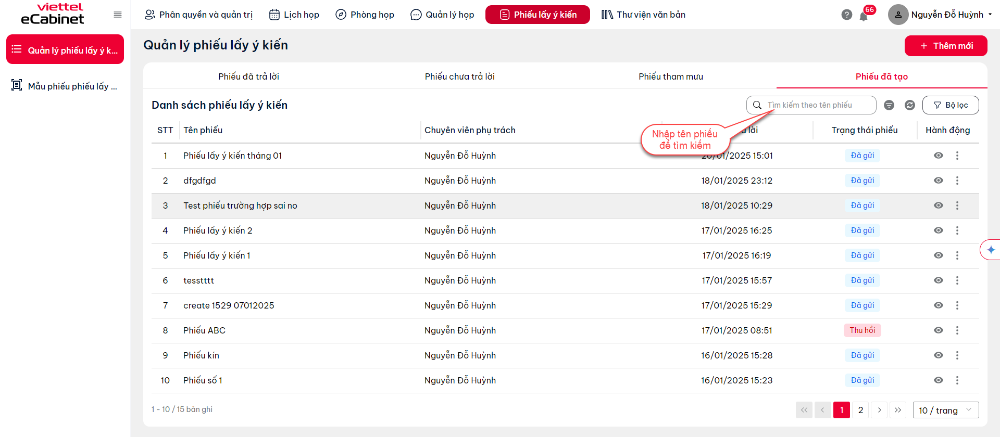 viettel
eCabinet
Phân quyền và quản trị
Lịch họp
Phòng họp
Quản lý họp
Phiếu lấy ý kiến
Thư viện văn bản
?
66
Nguyễn Đỗ Huỳnh
Quản lý phiếu lấy ý k...
Mẫu phiếu phiếu lấy ...
Quản lý phiếu lấy ý kiến
+ Thêm mới
Phiếu đã trả lời
Phiếu chưa trả lời
Phiếu tham mưu
Phiếu đã tạo
Danh sách phiếu lấy ý kiến
Tìm kiếm theo tên phiếu
Bộ lọc
Nhập tên phiếu
để tìm kiếm
STT Tên phiếu Chuyên viên phụ trách lời Trạng thái phiếu Hành động
1 Phiếu lấy ý kiến tháng 01 Nguyễn Đỗ Huỳnh 20/01/2025 15:01 Đã gửi
2 dfgdfgd Nguyễn Đỗ Huỳnh 18/01/2025 23:12 Đã gửi
3 Test phiếu trường hợp sai no Nguyễn Đỗ Huỳnh 18/01/2025 10:29 Đã gửi
4 Phiếu lấy ý kiến 2 Nguyễn Đỗ Huỳnh 17/01/2025 16:25 Đã gửi
5 Phiếu lấy ý kiến 1 Nguyễn Đỗ Huỳnh 17/01/2025 16:19 Đã gửi
6 tesstttt Nguyễn Đỗ Huỳnh 17/01/2025 15:57 Đã gửi
7 create 1529 07012025 Nguyễn Đỗ Huỳnh 17/01/2025 15:29 Đã gửi
8 Phiếu ABC Nguyễn Đỗ Huỳnh 17/01/2025 08:51 Thu hồi
9 Phiếu kín Nguyễn Đỗ Huỳnh 16/01/2025 15:28 Đã gửi
10 Phiếu số 1 Nguyễn Đỗ Huỳnh 16/01/2025 15:23 Đã gửi
1 - 10 / 15 bản ghi
1 2
10 / trang